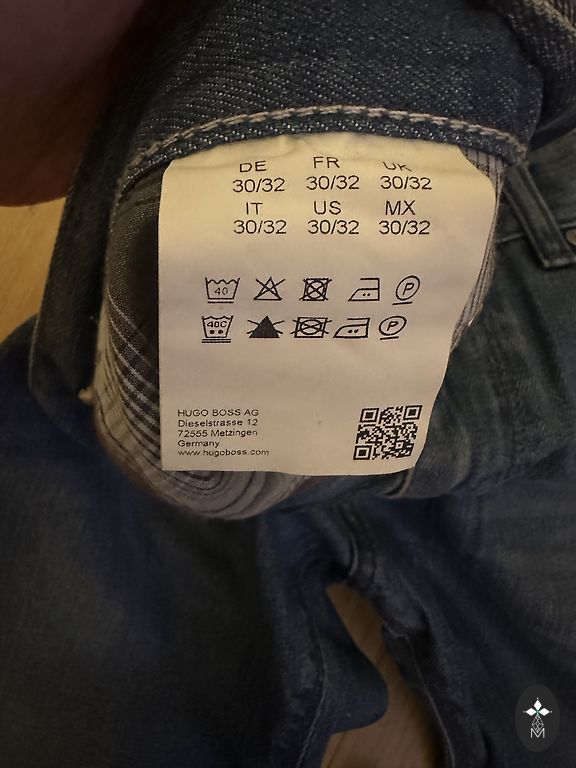 DE FR UK
30/32 30/32 30/32
IT US MX
30/32 30/32 30/32
40 P
40C P
HUGO BOSS AG
Dieselstrasse 12
72555 Metzingen
Germany
www.hugoboss.com
M